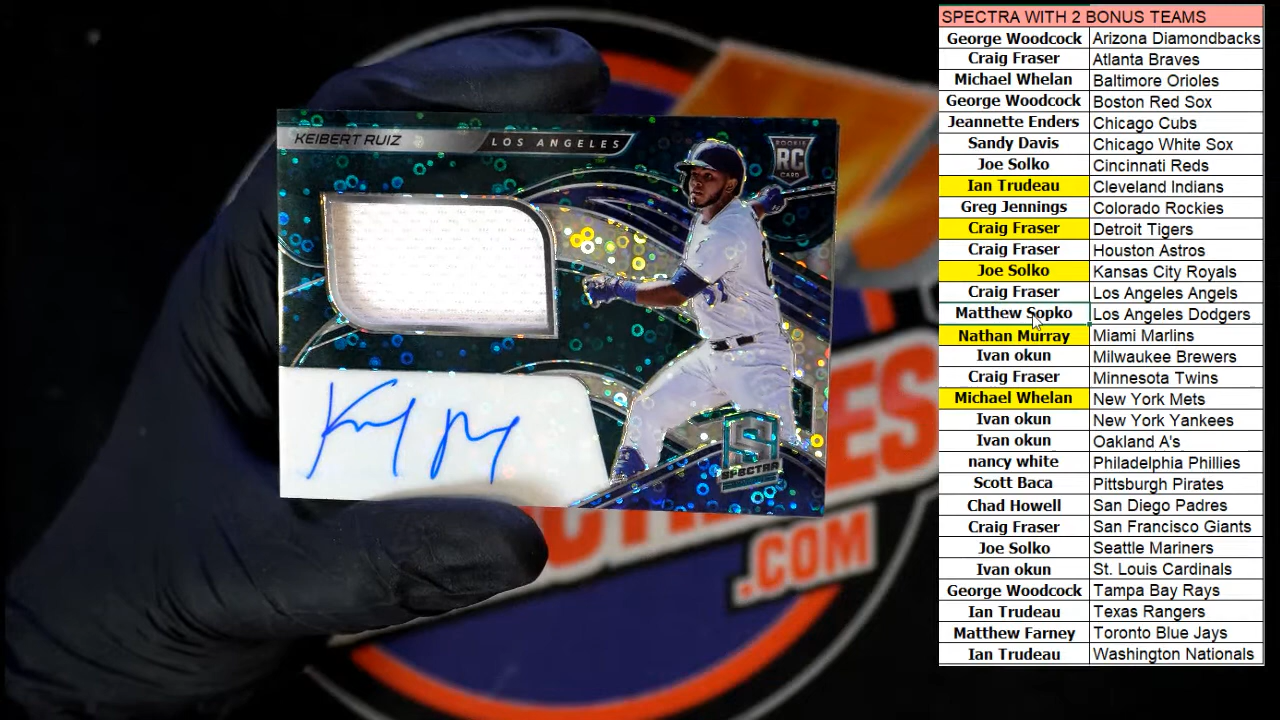 KEIBERT RUIZ
LOS ANGELES
ROOKIE
RC
CARD
SPECTRA
.COM
SPECTRA WITH 2 BONUS TEAMS
George Woodcock Arizona Diamondbacks
Craig Fraser Atlanta Braves
Michael Whelan Baltimore Orioles
George Woodcock Boston Red Sox
Jeannette Enders Chicago Cubs
Sandy Davis Chicago White Sox
Joe Solko Cincinnati Reds
Ian Trudeau Cleveland Indians
Greg Jennings Colorado Rockies
Craig Fraser Detroit Tigers
Craig Fraser Houston Astros
Joe Solko Kansas City Royals
Craig Fraser Los Angeles Angels
Matthew Sopko Los Angeles Dodgers
Nathan Murray Miami Marlins
Ivan okun Milwaukee Brewers
Craig Fraser Minnesota Twins
Michael Whelan New York Mets
Ivan okun New York Yankees
Ivan okun Oakland A's
nancy white Philadelphia Phillies
Scott Baca Pittsburgh Pirates
Chad Howell San Diego Padres
Craig Fraser San Francisco Giants
Joe Solko Seattle Mariners
Ivan okun St. Louis Cardinals
George Woodcock Tampa Bay Rays
Ian Trudeau Texas Rangers
Matthew Farney Toronto Blue Jays
Ian Trudeau Washington Nationals